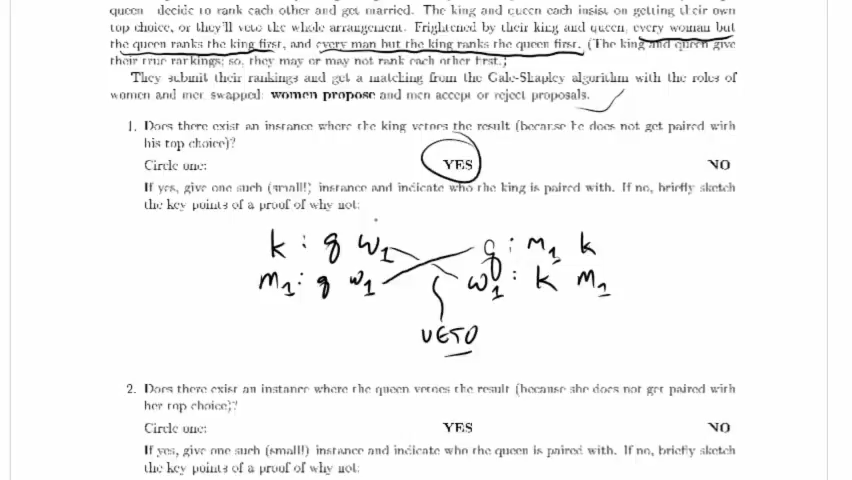 queen decide to rank each other and get married. The king and queen each insist on getting their own
top choice, or they'll veto the whole arrangement. Frightened by their king and queen, every woman but
the queen ranks the king first, and every man but the king ranks the queen first. (The king and queen give
their true rankings; so, they may or may not rank each other first.)
They submit their rankings and get a matching from the Gale-Shapley algorithm with the roles of
women and men swapped: women propose and men accept or reject proposals.
1. Does there exist an instance where the king vetoes the result (because he does not get paired with
his top choice)?
Circle one: YES NO
If yes, give one such (small!) instance and indicate who the king is paired with. If no, briefly sketch
the key points of a proof of why not:
k : q w1 q : m1 k
m1 : q w1 w1 : k m1
VETO
2. Does there exist an instance where the queen vetoes the result (because she does not get paired with
her top choice)?
Circle one: YES NO
If yes, give one such (small!) instance and indicate who the queen is paired with. If no, briefly sketch
the key points of a proof of why not: